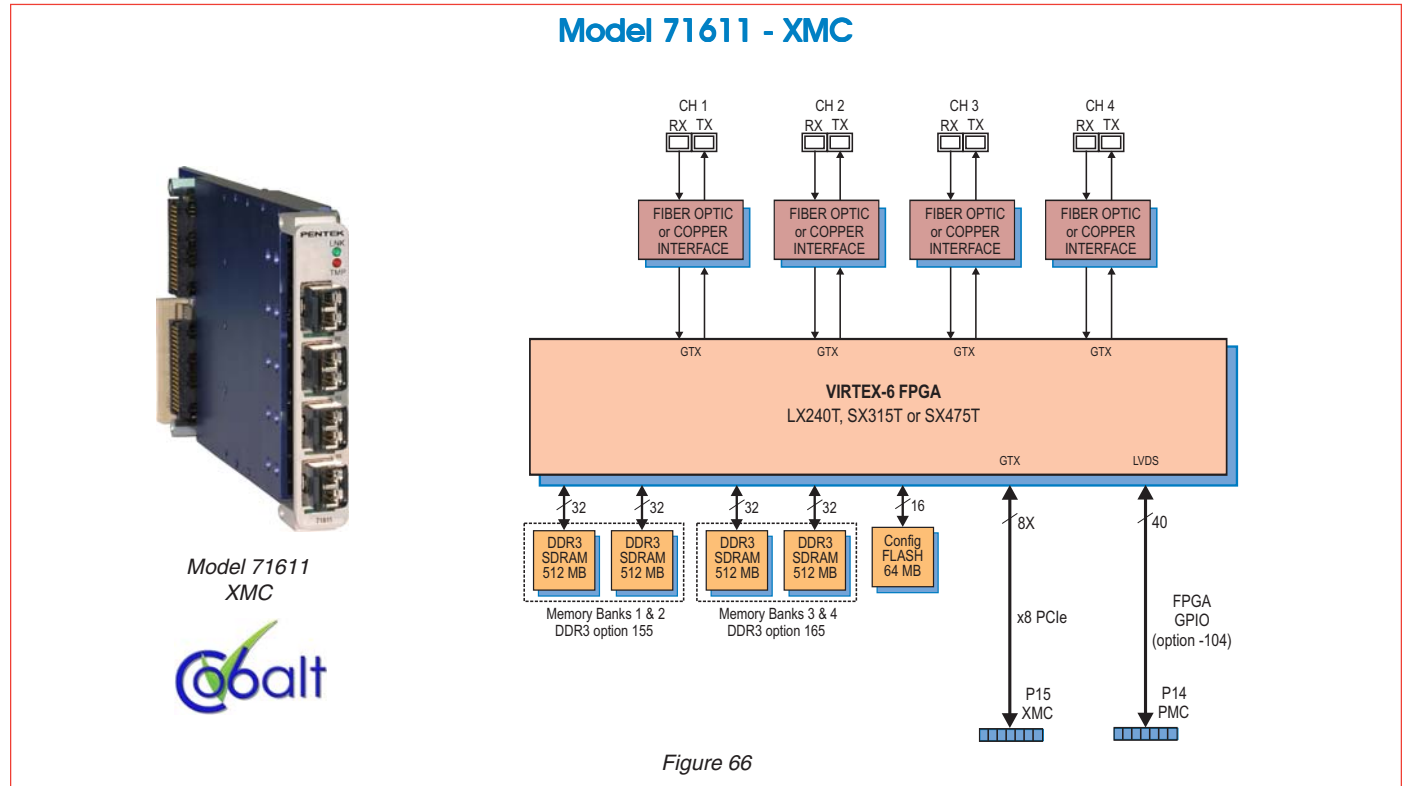 Model 71611 - XMC
PENTEK
LNK
TMP
71611
Model 71611
XMC
Cobalt
CH 1
RX TX
CH 2
RX TX
CH 3
RX TX
CH 4
RX TX
FIBER OPTIC
or COPPER
INTERFACE
FIBER OPTIC
or COPPER
INTERFACE
FIBER OPTIC
or COPPER
INTERFACE
FIBER OPTIC
or COPPER
INTERFACE
GTX
GTX
GTX
GTX
VIRTEX-6 FPGA
LX240T, SX315T or SX475T
GTX
LVDS
32
32
32
32
16
8X
40
DDR3
SDRAM
512 MB
DDR3
SDRAM
512 MB
DDR3
SDRAM
512 MB
DDR3
SDRAM
512 MB
Config
FLASH
64 MB
Memory Banks 1 & 2
DDR3 option 155
Memory Banks 3 & 4
DDR3 option 165
x8 PCIe
FPGA
GPIO
(option -104)
P15
XMC
P14
PMC
Figure 66